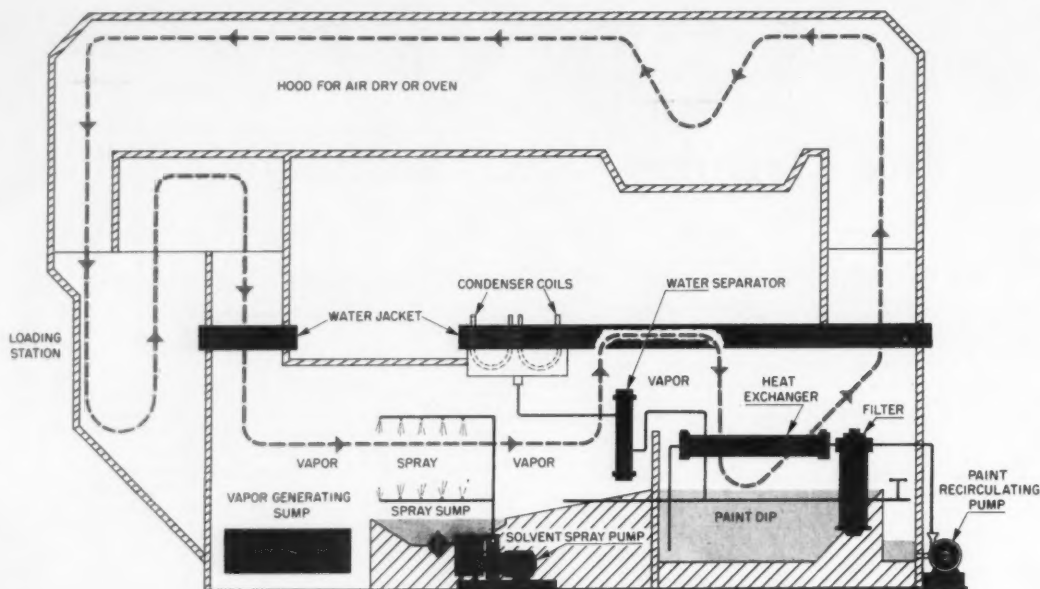 HOOD FOR AIR DRY OR OVEN
CONDENSER COILS
WATER SEPARATOR
LOADING
STATION
WATER JACKET
VAPOR
HEAT
EXCHANGER
FILTER
VAPOR
SPRAY
VAPOR
VAPOR GENERATING
SUMP
SPRAY SUMP
PAINT DIP
PAINT
RECIRCULATING
PUMP
SOLVENT SPRAY PUMP